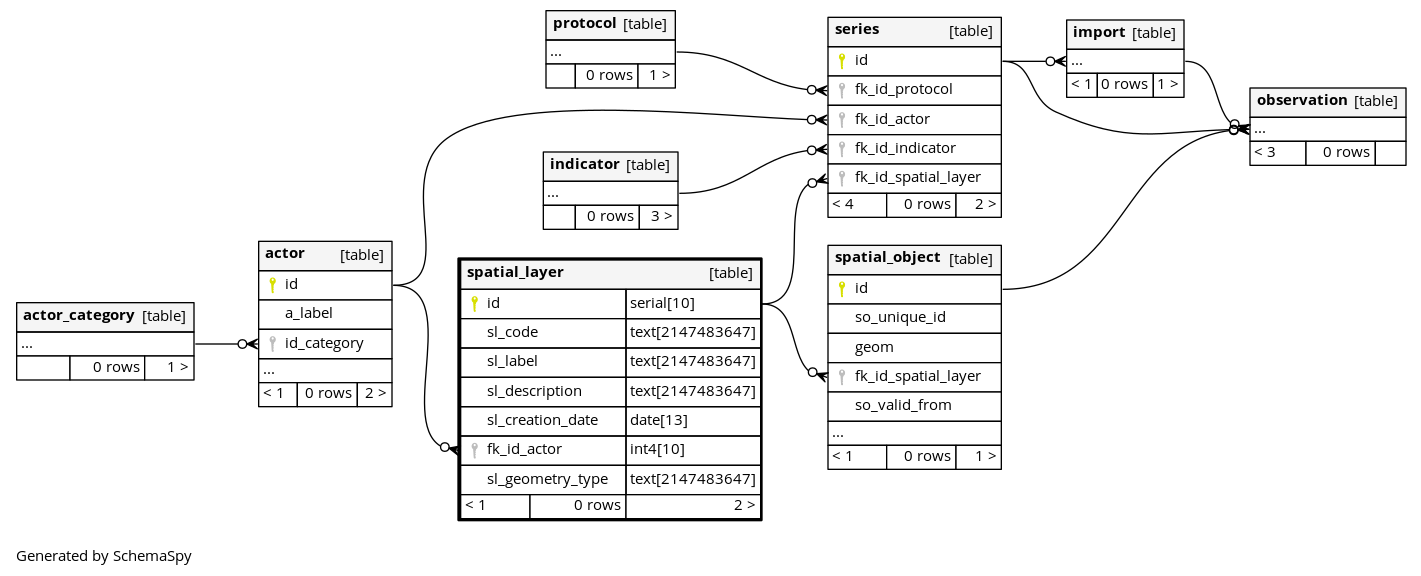 protocol [table]
...
0 rows 1 >
series [table]
id
fk_id_protocol
fk_id_actor
fk_id_indicator
fk_id_spatial_layer
< 4 0 rows 2 >
import [table]
...
< 1 0 rows 1 >
observation [table]
...
< 3 0 rows
indicator [table]
...
0 rows 3 >
actor [table]
id
a_label
id_category
...
< 1 0 rows 2 >
actor_category [table]
...
0 rows 1 >
spatial_layer [table]
id serial[10]
sl_code text[2147483647]
sl_label text[2147483647]
sl_description text[2147483647]
sl_creation_date date[13]
fk_id_actor int4[10]
sl_geometry_type text[2147483647]
< 1 0 rows 2 >
spatial_object [table]
id
so_unique_id
geom
fk_id_spatial_layer
so_valid_from
...
< 1 0 rows 1 >
Generated by SchemaSpy